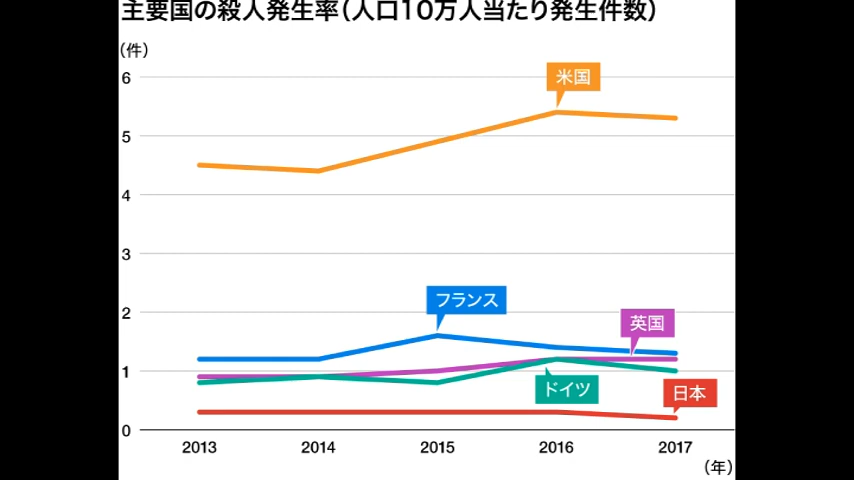 主要国の殺人発生率（人口10万人当たり発生件数）
（件）
6
米国
5
4
3
フランス
2
英国
1
ドイツ
日本
0
2013 2014 2015 2016 2017
（年）